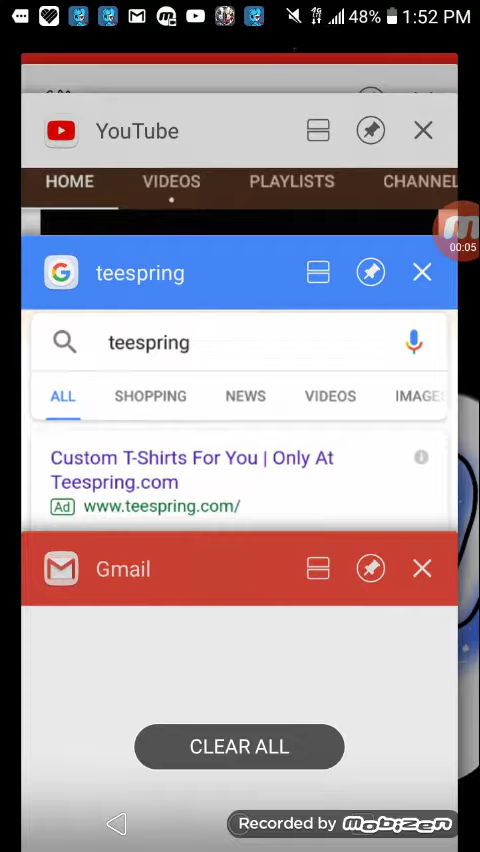 48% 1:52 PM
YouTube
HOME VIDEOS PLAYLISTS CHANNEL
00:05
teespring
teespring
ALL SHOPPING NEWS VIDEOS IMAGES
Custom T-Shirts For You | Only At
Teespring.com
Ad www.teespring.com/
Gmail
CLEAR ALL
Recorded by Mobizen